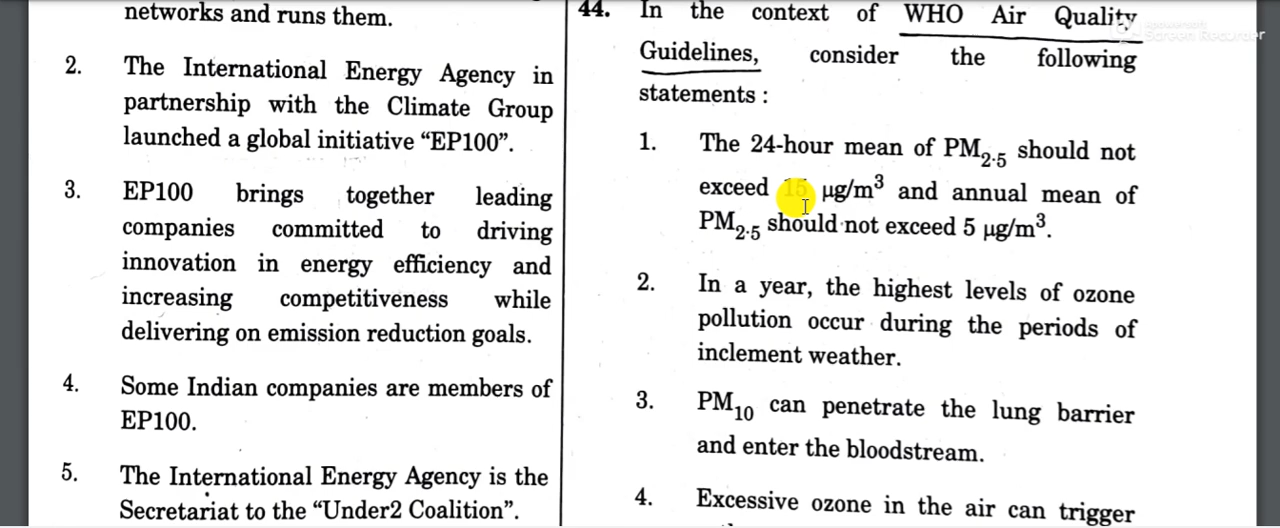 networks and runs them.
2. The International Energy Agency in
partnership with the Climate Group
launched a global initiative “EP100”.
3. EP100 brings together leading
companies committed to driving
innovation in energy efficiency and
increasing competitiveness while
delivering on emission reduction goals.
4. Some Indian companies are members of
EP100.
5. The International Energy Agency is the
Secretariat to the “Under2 Coalition”.
44. In the context of WHO Air Quality
Guidelines, consider the following
statements :
1. The 24-hour mean of PM2·5 should not
exceed 15 µg/m³ and annual mean of
PM2·5 should not exceed 5 µg/m³.
2. In a year, the highest levels of ozone
pollution occur during the periods of
inclement weather.
3. PM10 can penetrate the lung barrier
and enter the bloodstream.
4. Excessive ozone in the air can trigger
Apowersoft
Screen Recorder